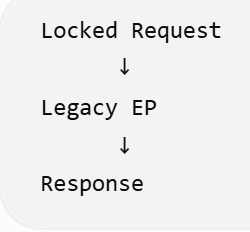 Locked Request
↓
Legacy EP
↓
Response